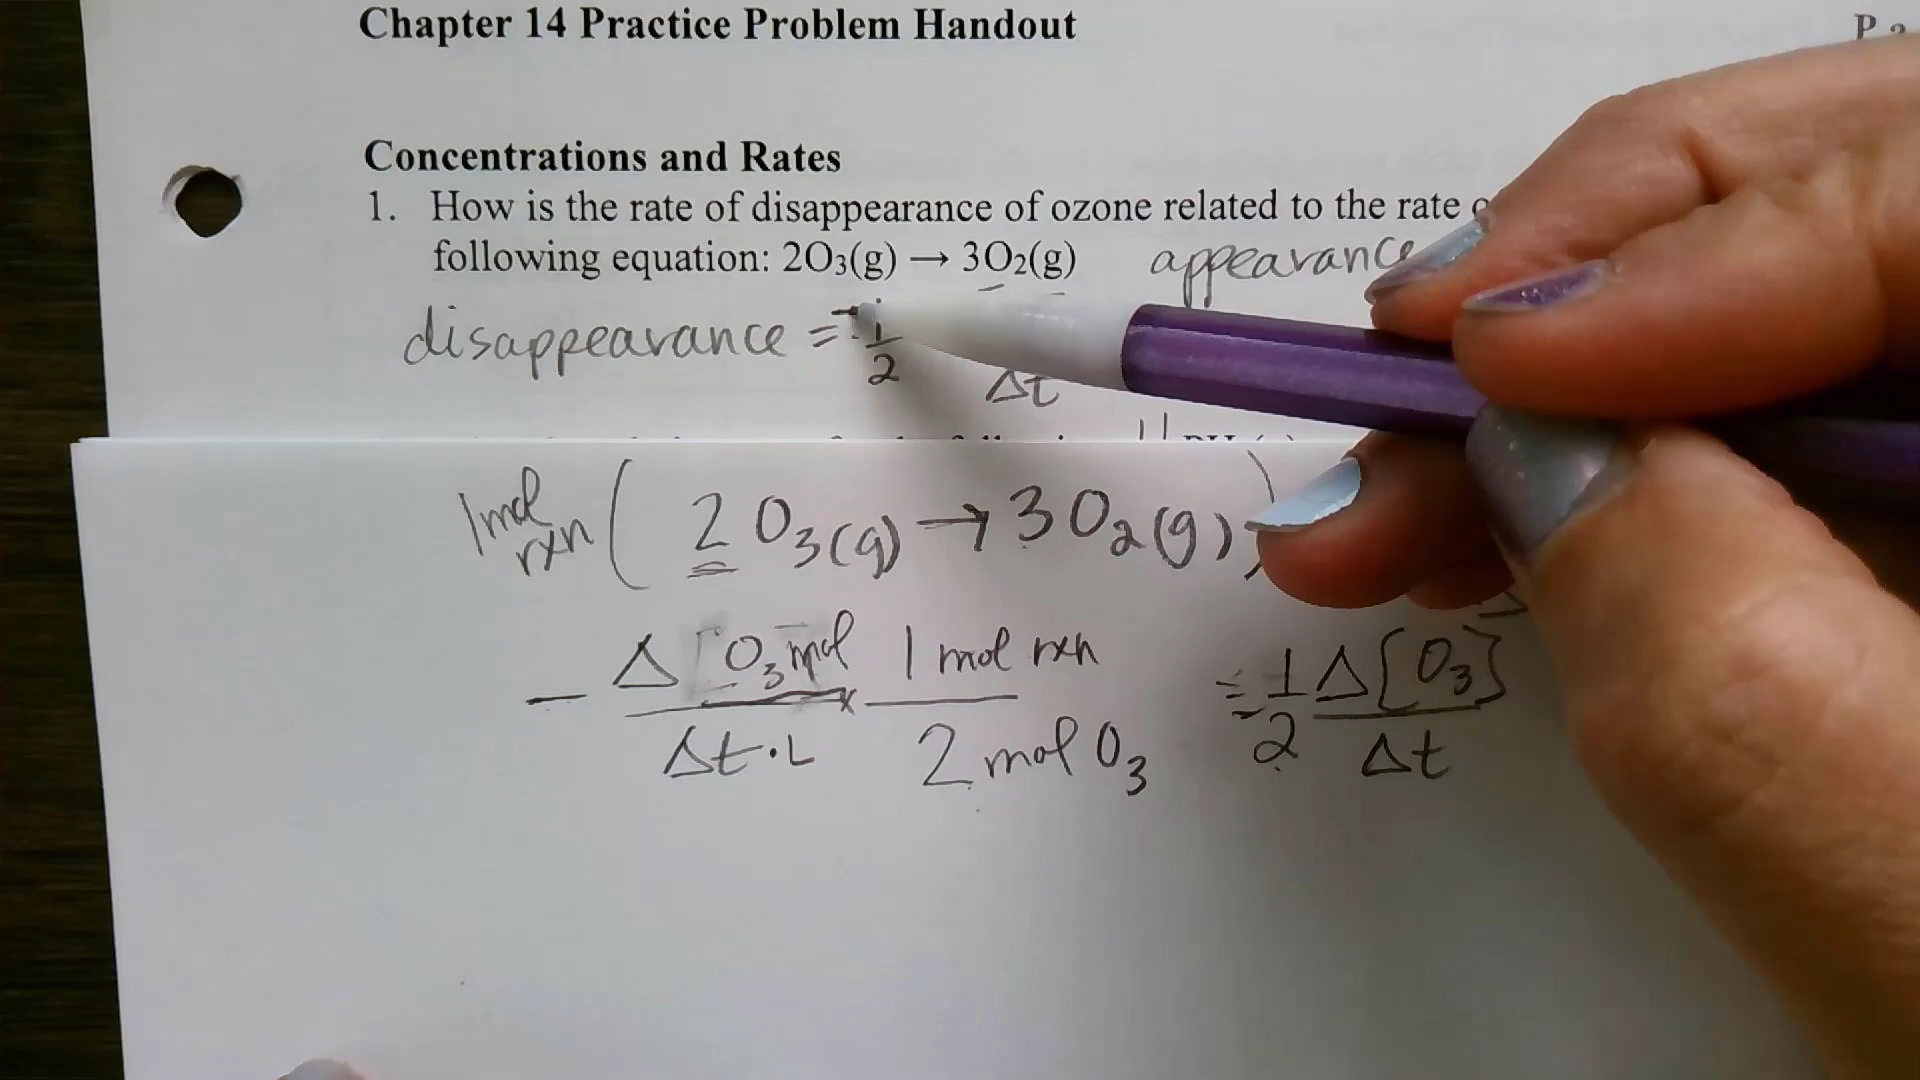 Chapter 14 Practice Problem Handout
Concentrations and Rates
1. How is the rate of disappearance of ozone related to the rate
following equation: 2O₃(g) → 3O₂(g) appearance
disappearance = -1/2 Δt
1 mol rxn ( 2 O₃(g) → 3 O₂(g) )
- Δ[O₃ mol / Δt·L × 1 mol rxn / 2 mol O₃ = -1/2 Δ[O₃] / Δt